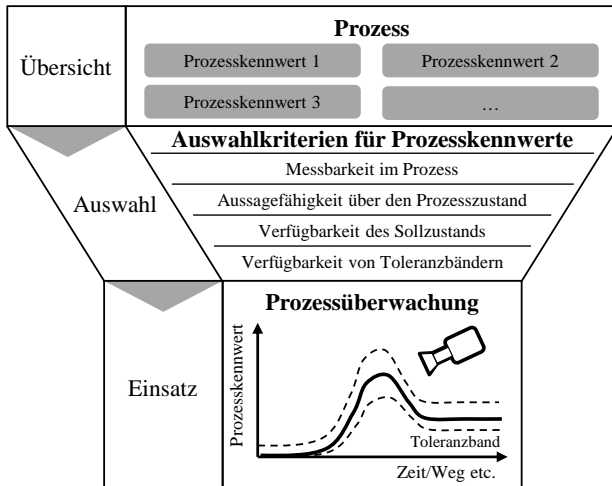 Übersicht
Prozess
Prozesskennwert 1
Prozesskennwert 2
Prozesskennwert 3
…
Auswahl
Auswahlkriterien für Prozesskennwerte
Messbarkeit im Prozess
Aussagefähigkeit über den Prozesszustand
Verfügbarkeit des Sollzustands
Verfügbarkeit von Toleranzbändern
Einsatz
Prozessüberwachung
Prozesskennwert
Toleranzband
Zeit/Weg etc.